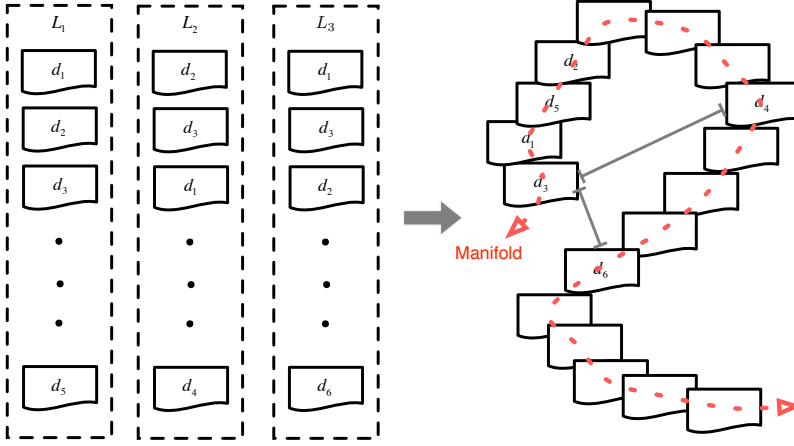 L₁
d₁
d₂
d₃
d₅
L₂
d₂
d₃
d₁
d₄
L₃
d₁
d₃
d₂
d₆
d₂
d₅
d₄
d₁
d₃
Manifold
d₆